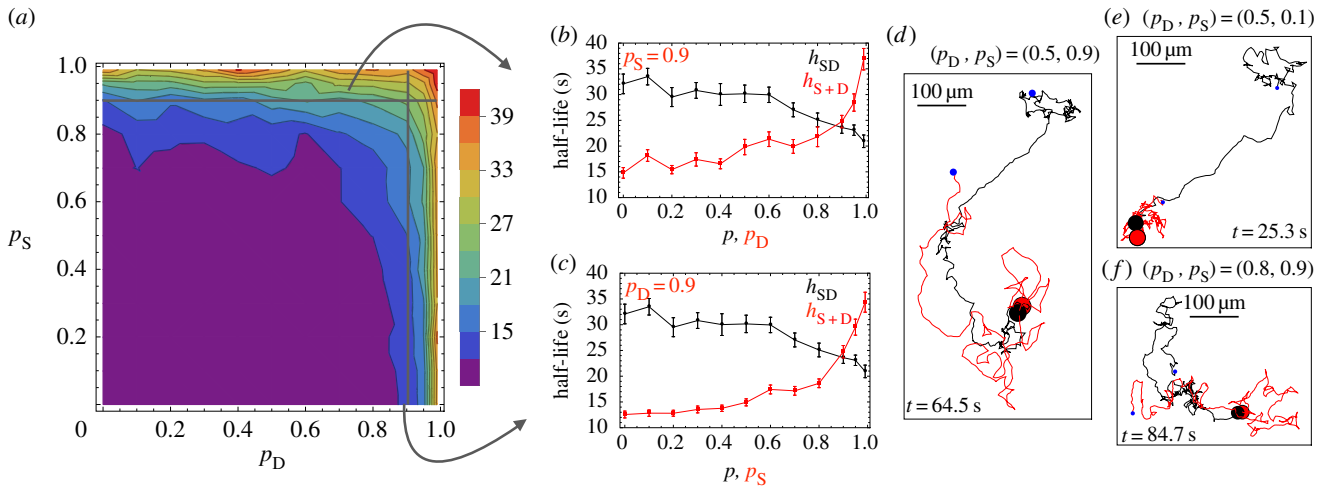 (a)
1.0
0.8
0.6
0.4
0.2
pS
0 0.2 0.4 0.6 0.8 1.0
pD
39
33
27
21
15
(b)
40
35
30
25
20
15
10
half-life (s)
pS = 0.9
hSD
hS+D
0 0.2 0.4 0.6 0.8 1.0
p, pD
(c)
40
35
30
25
20
15
10
half-life (s)
pD = 0.9
hSD
hS+D
0 0.2 0.4 0.6 0.8 1.0
p, pS
(d)
(pD , pS) = (0.5, 0.9)
100 µm
t = 64.5 s
(e) (pD , pS) = (0.5, 0.1)
100 µm
t = 25.3 s
(f) (pD , pS) = (0.8, 0.9)
100 µm
t = 84.7 s